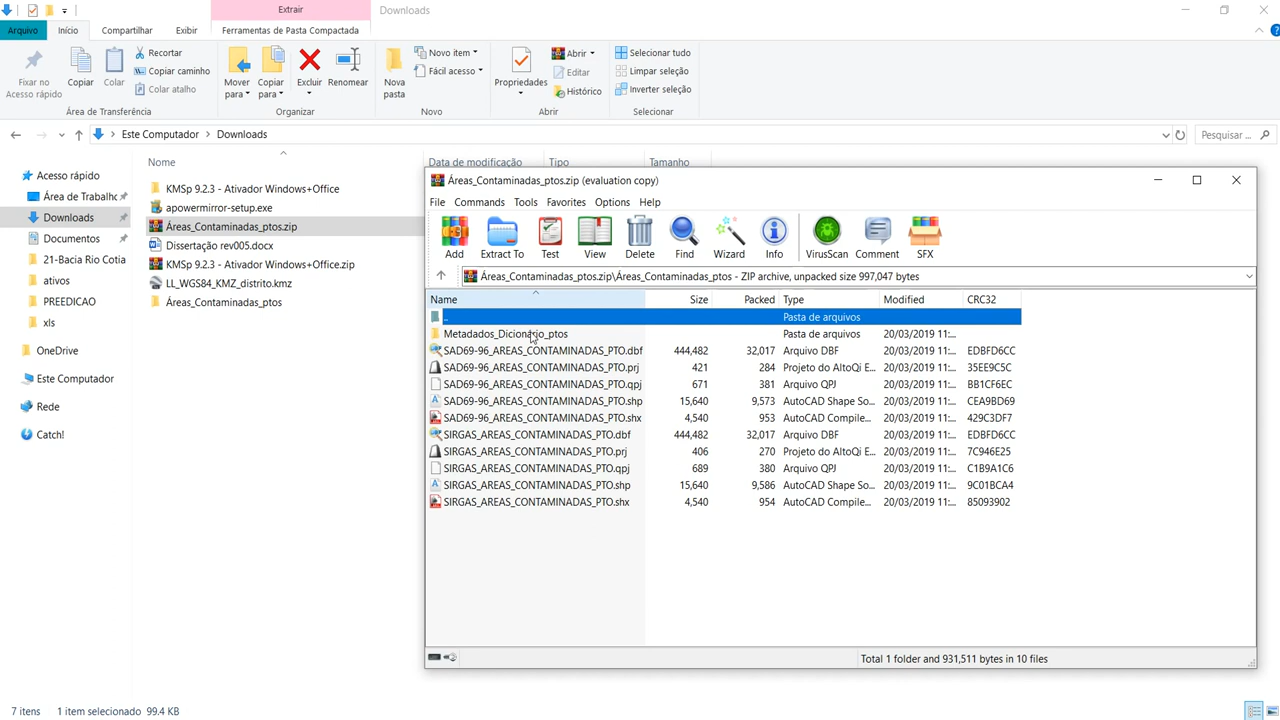 Extrair
Downloads
Arquivo Início Compartilhar Exibir Ferramentas de Pasta Compactada
Fixar no Acesso rápido
Copiar
Colar
Recortar
Copiar caminho
Colar atalho
Área de Transferência
Mover para
Copiar para
Excluir
Renomear
Organizar
Nova pasta
Novo item
Fácil acesso
Novo
Propriedades
Abrir
Editar
Histórico
Abrir
Selecionar tudo
Limpar seleção
Inverter seleção
Selecionar
Este Computador > Downloads
Pesquisar ...
Acesso rápido
Área de Trabalho
Downloads
Documentos
21-Bacia Rio Cotia
ativos
PREEDICAO
xls
OneDrive
Este Computador
Rede
Catch!
Nome Data de modificação Tipo Tamanho
KMSp 9.2.3 - Ativador Windows+Office
apowermirror-setup.exe
Áreas_Contaminadas_ptos.zip
Dissertação rev005.docx
KMSp 9.2.3 - Ativador Windows+Office.zip
LL_WGS84_KMZ_distrito.kmz
Áreas_Contaminadas_ptos
Áreas_Contaminadas_ptos.zip (evaluation copy)
File Commands Tools Favorites Options Help
Add Extract To Test View Delete Find Wizard Info VirusScan Comment SFX
Áreas_Contaminadas_ptos.zip\Áreas_Contaminadas_ptos - ZIP archive, unpacked size 997,047 bytes
Name Size Packed Type Modified CRC32
.. Pasta de arquivos
Metadados_Dicionário_ptos Pasta de arquivos 20/03/2019 11:...
SAD69-96_AREAS_CONTAMINADAS_PTO.dbf 444,482 32,017 Arquivo DBF 20/03/2019 11:... EDBFD6CC
SAD69-96_AREAS_CONTAMINADAS_PTO.prj 421 284 Projeto do AltoQi E... 20/03/2019 11:... 35EE9C5C
SAD69-96_AREAS_CONTAMINADAS_PTO.qpj 671 381 Arquivo QPJ 20/03/2019 11:... BB1CF6EC
SAD69-96_AREAS_CONTAMINADAS_PTO.shp 15,640 9,573 AutoCAD Shape So... 20/03/2019 11:... CEA9BD69
SAD69-96_AREAS_CONTAMINADAS_PTO.shx 4,540 953 AutoCAD Compile... 20/03/2019 11:... 429C3DF7
SIRGAS_AREAS_CONTAMINADAS_PTO.dbf 444,482 32,017 Arquivo DBF 20/03/2019 11:... EDBFD6CC
SIRGAS_AREAS_CONTAMINADAS_PTO.prj 406 270 Projeto do AltoQi E... 20/03/2019 11:... 7C946E25
SIRGAS_AREAS_CONTAMINADAS_PTO.qpj 689 380 Arquivo QPJ 20/03/2019 11:... C1B9A1C6
SIRGAS_AREAS_CONTAMINADAS_PTO.shp 15,640 9,586 AutoCAD Shape So... 20/03/2019 11:... 9C01BCA4
SIRGAS_AREAS_CONTAMINADAS_PTO.shx 4,540 954 AutoCAD Compile... 20/03/2019 11:... 85093902
Total 1 folder and 931,511 bytes in 10 files
7 itens 1 item selecionado 99.4 KB